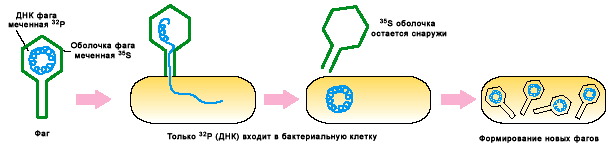 ДНК фага
меченная ³²P
Оболочка фага
меченная ³⁵S
³⁵S оболочка
остается снаружи
Фаг
Только ³²P (ДНК) входит в бактериальную клетку
Формирование новых фагов